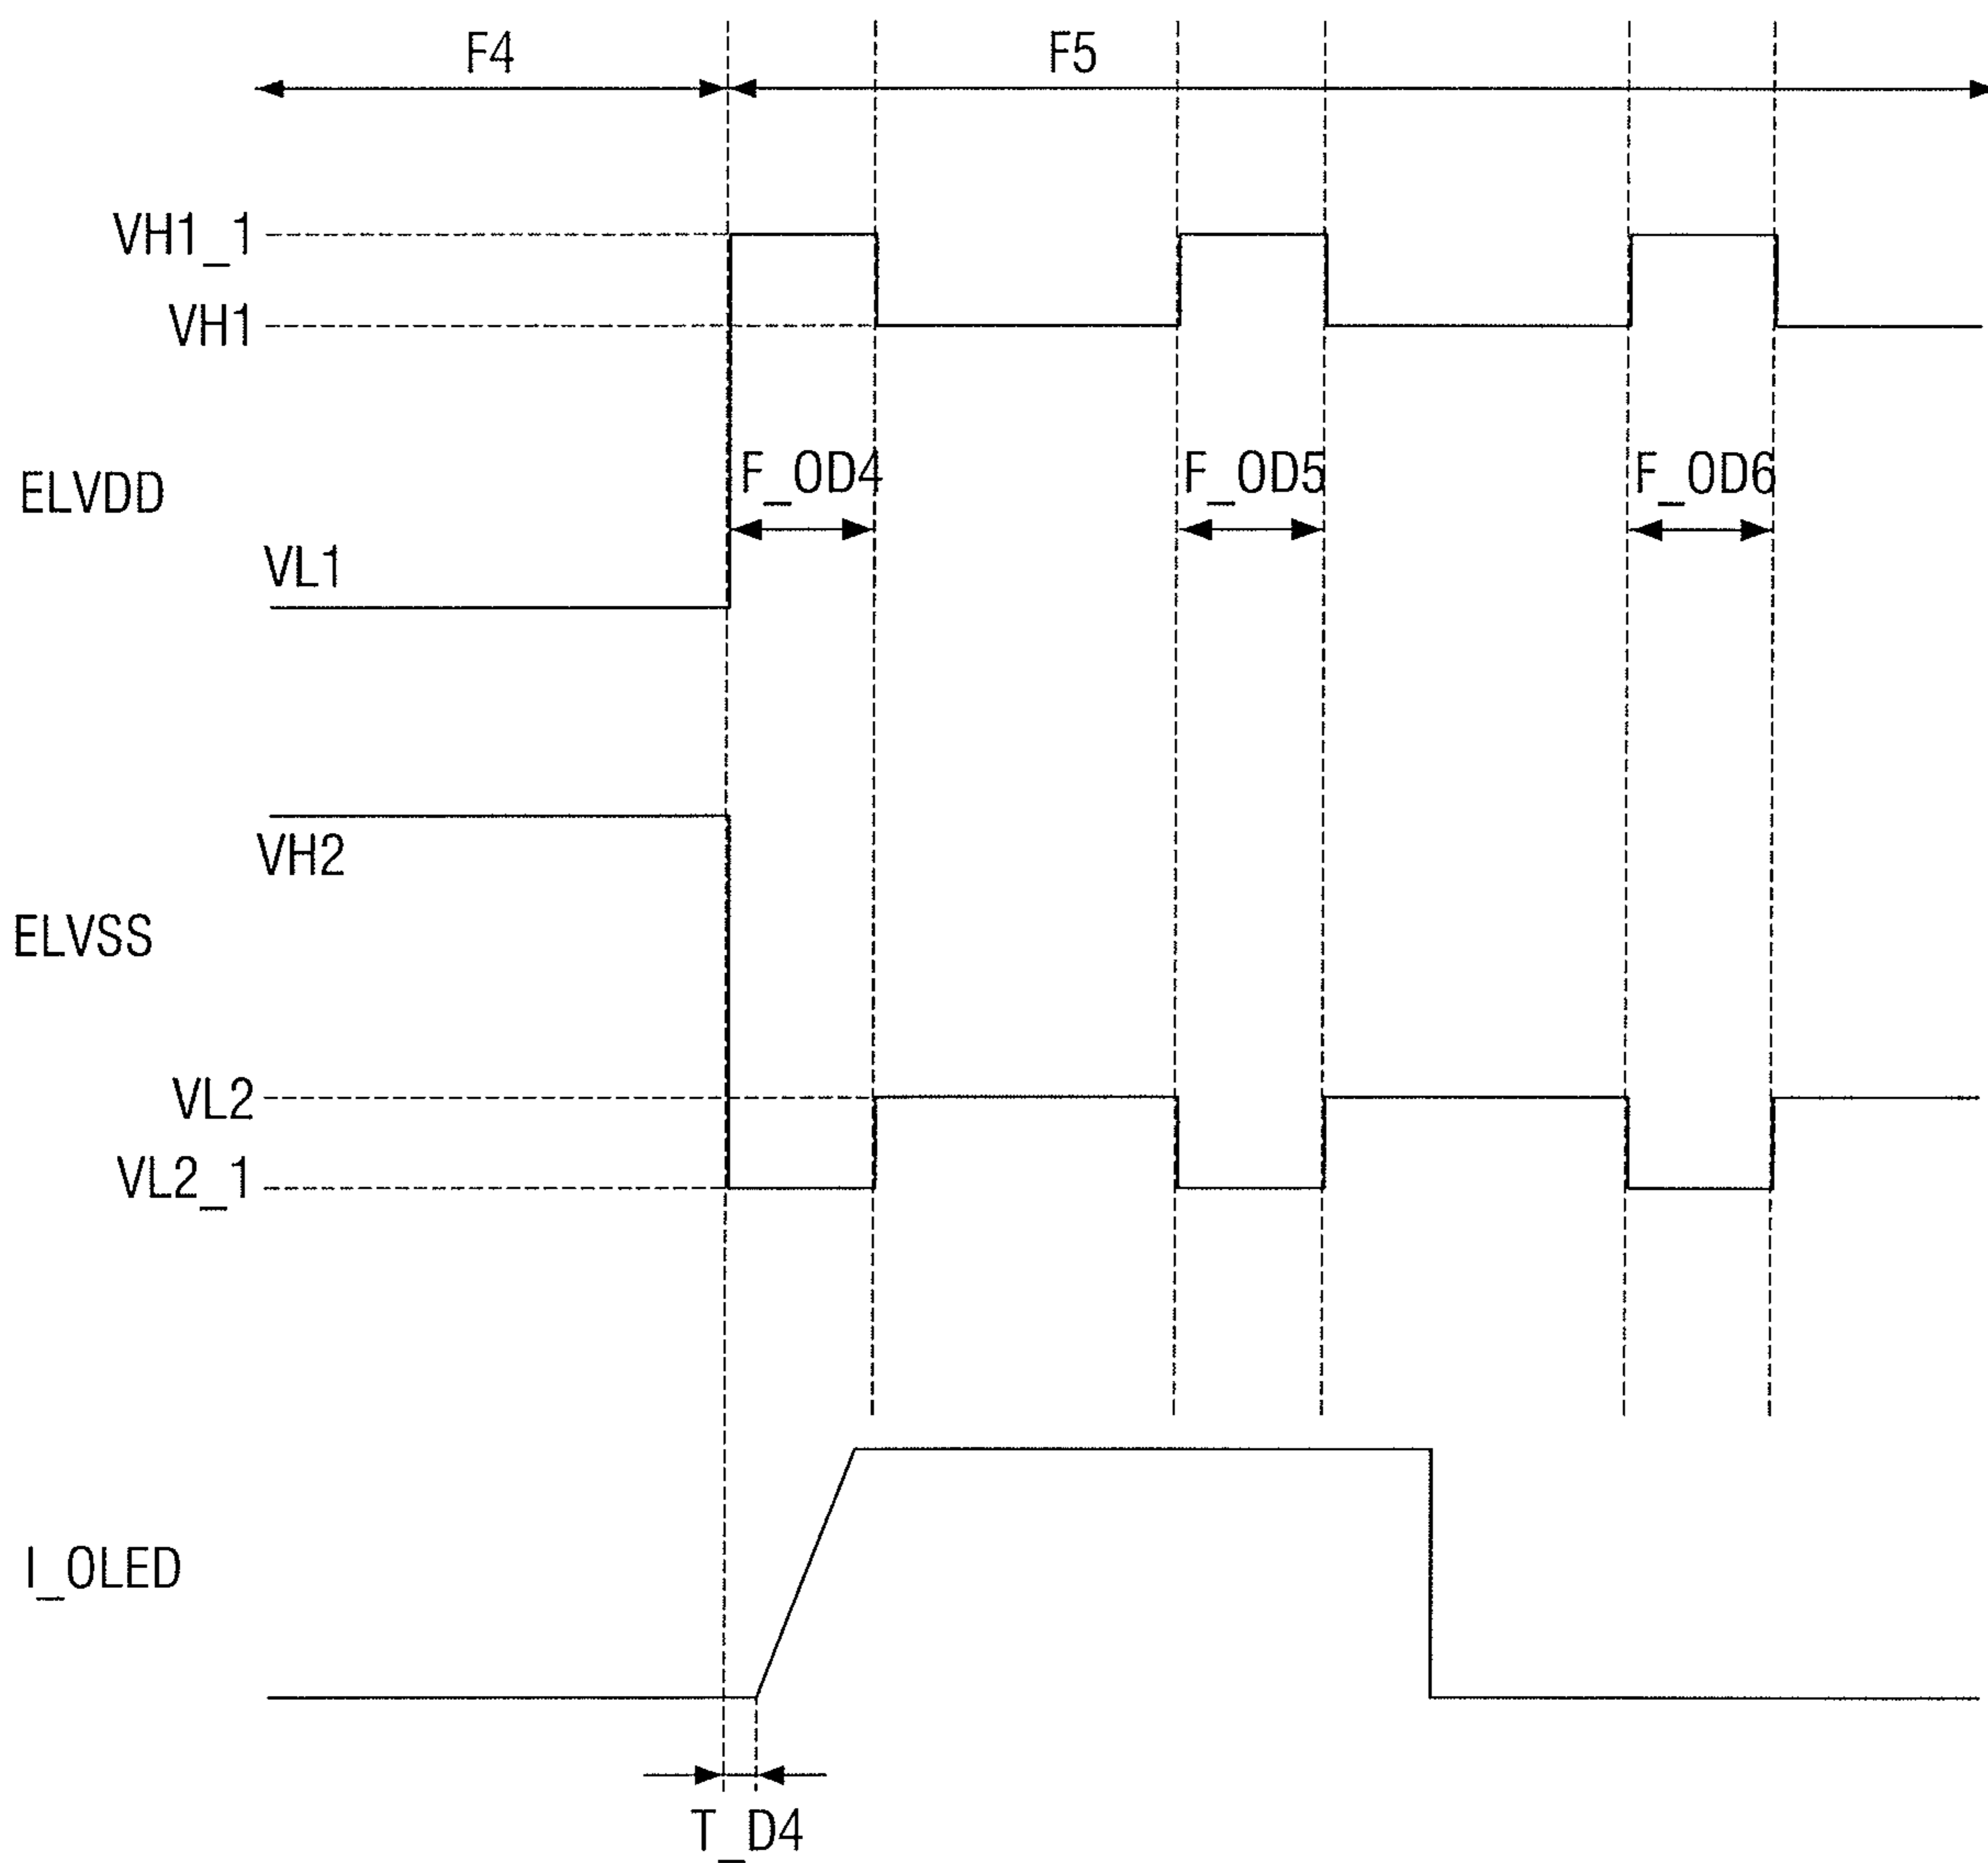 F4
F5
VH1_1
VH1
F_OD4
F_OD5
F_OD6
ELVDD
VL1
VH2
ELVSS
VL2
VL2_1
I_OLED
T_D4